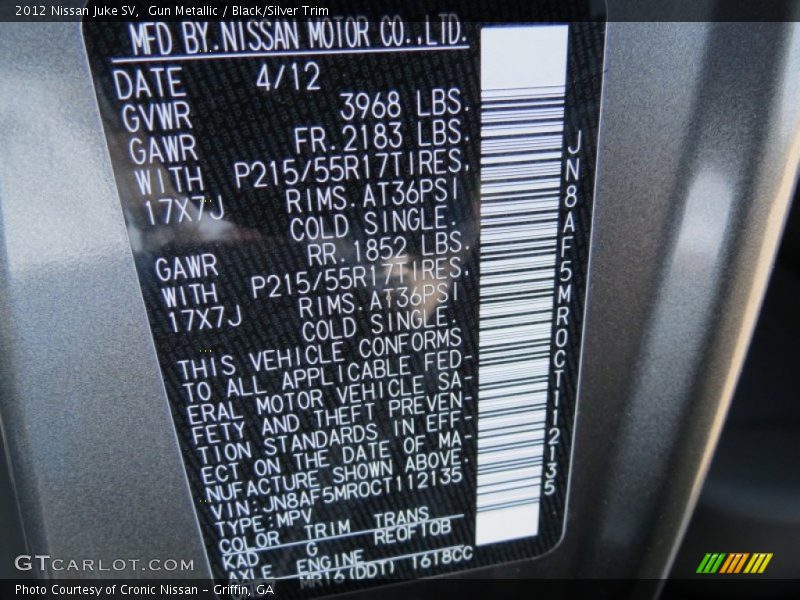 2012 Nissan Juke SV,  Gun Metallic / Black/Silver Trim
MFD BY.NISSAN MOTOR CO.,LTD.
DATE 4/12
GVWR 3968 LBS.
GAWR FR.2183 LBS.
WITH P215/55R17TIRES.
17X7J RIMS.AT36PSI
COLD SINGLE.
GAWR RR.1852 LBS.
WITH P215/55R17TIRES.
17X7J RIMS.AT36PSI
COLD SINGLE.
THIS VEHICLE CONFORMS
TO ALL APPLICABLE FED-
ERAL MOTOR VEHICLE SA-
FETY AND THEFT PREVEN-
TION STANDARDS IN EFF-
ECT ON THE DATE OF MA-
NUFACTURE SHOWN ABOVE.
VIN:JN8AF5MR0CT112135
TYPE:MPV
COLOR TRIM TRANS
KAD G RE0F10B
AXLE ENGINE
MR16(DDT) 1618CC
JN8AF5MR0CT112135
GTCARLOT.COM
Photo Courtesy of Cronic Nissan – Griffin, GA